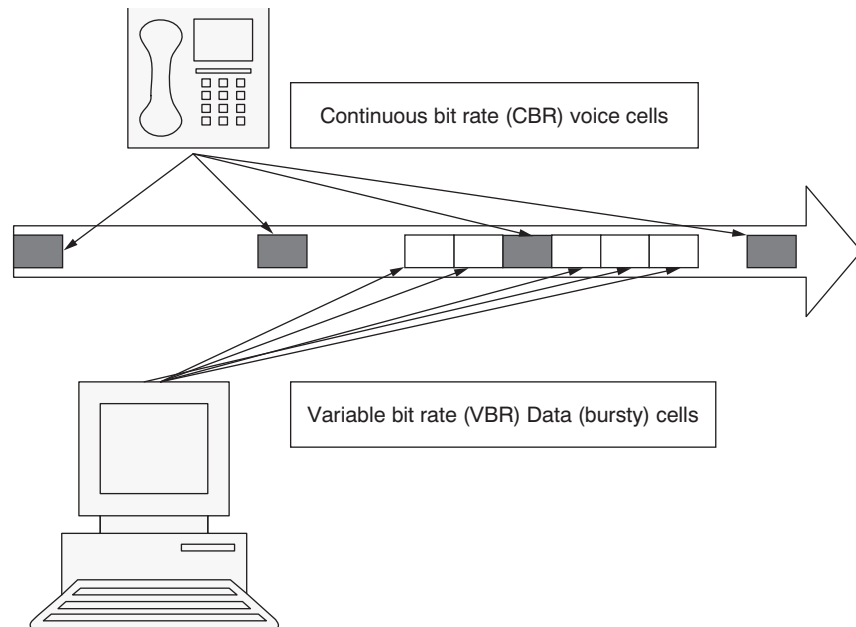 Continuous bit rate (CBR) voice cells
Variable bit rate (VBR) Data (bursty) cells